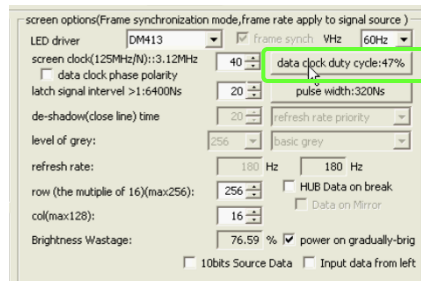 screen options(Frame synchronization mode,frame rate apply to signal source )
LED driver DM413 frame synch VHz 60Hz
screen clock(125MHz/N)::3.12MHz 40 data clock duty cycle:47%
data clock phase polarity
latch signal interval >1:6400Ns 20 pulse width:320Ns
de-shadow(close line) time 20 refresh rate priority
level of grey: 256 basic grey
refresh rate: 180 Hz 180 Hz
row (the mutiplie of 16)(max256): 256 HUB Data on break
Data on Mirror
col(max128): 16
Brightness Wastage: 76.59 % power on gradually-brig
10bits Source Data Input data from left